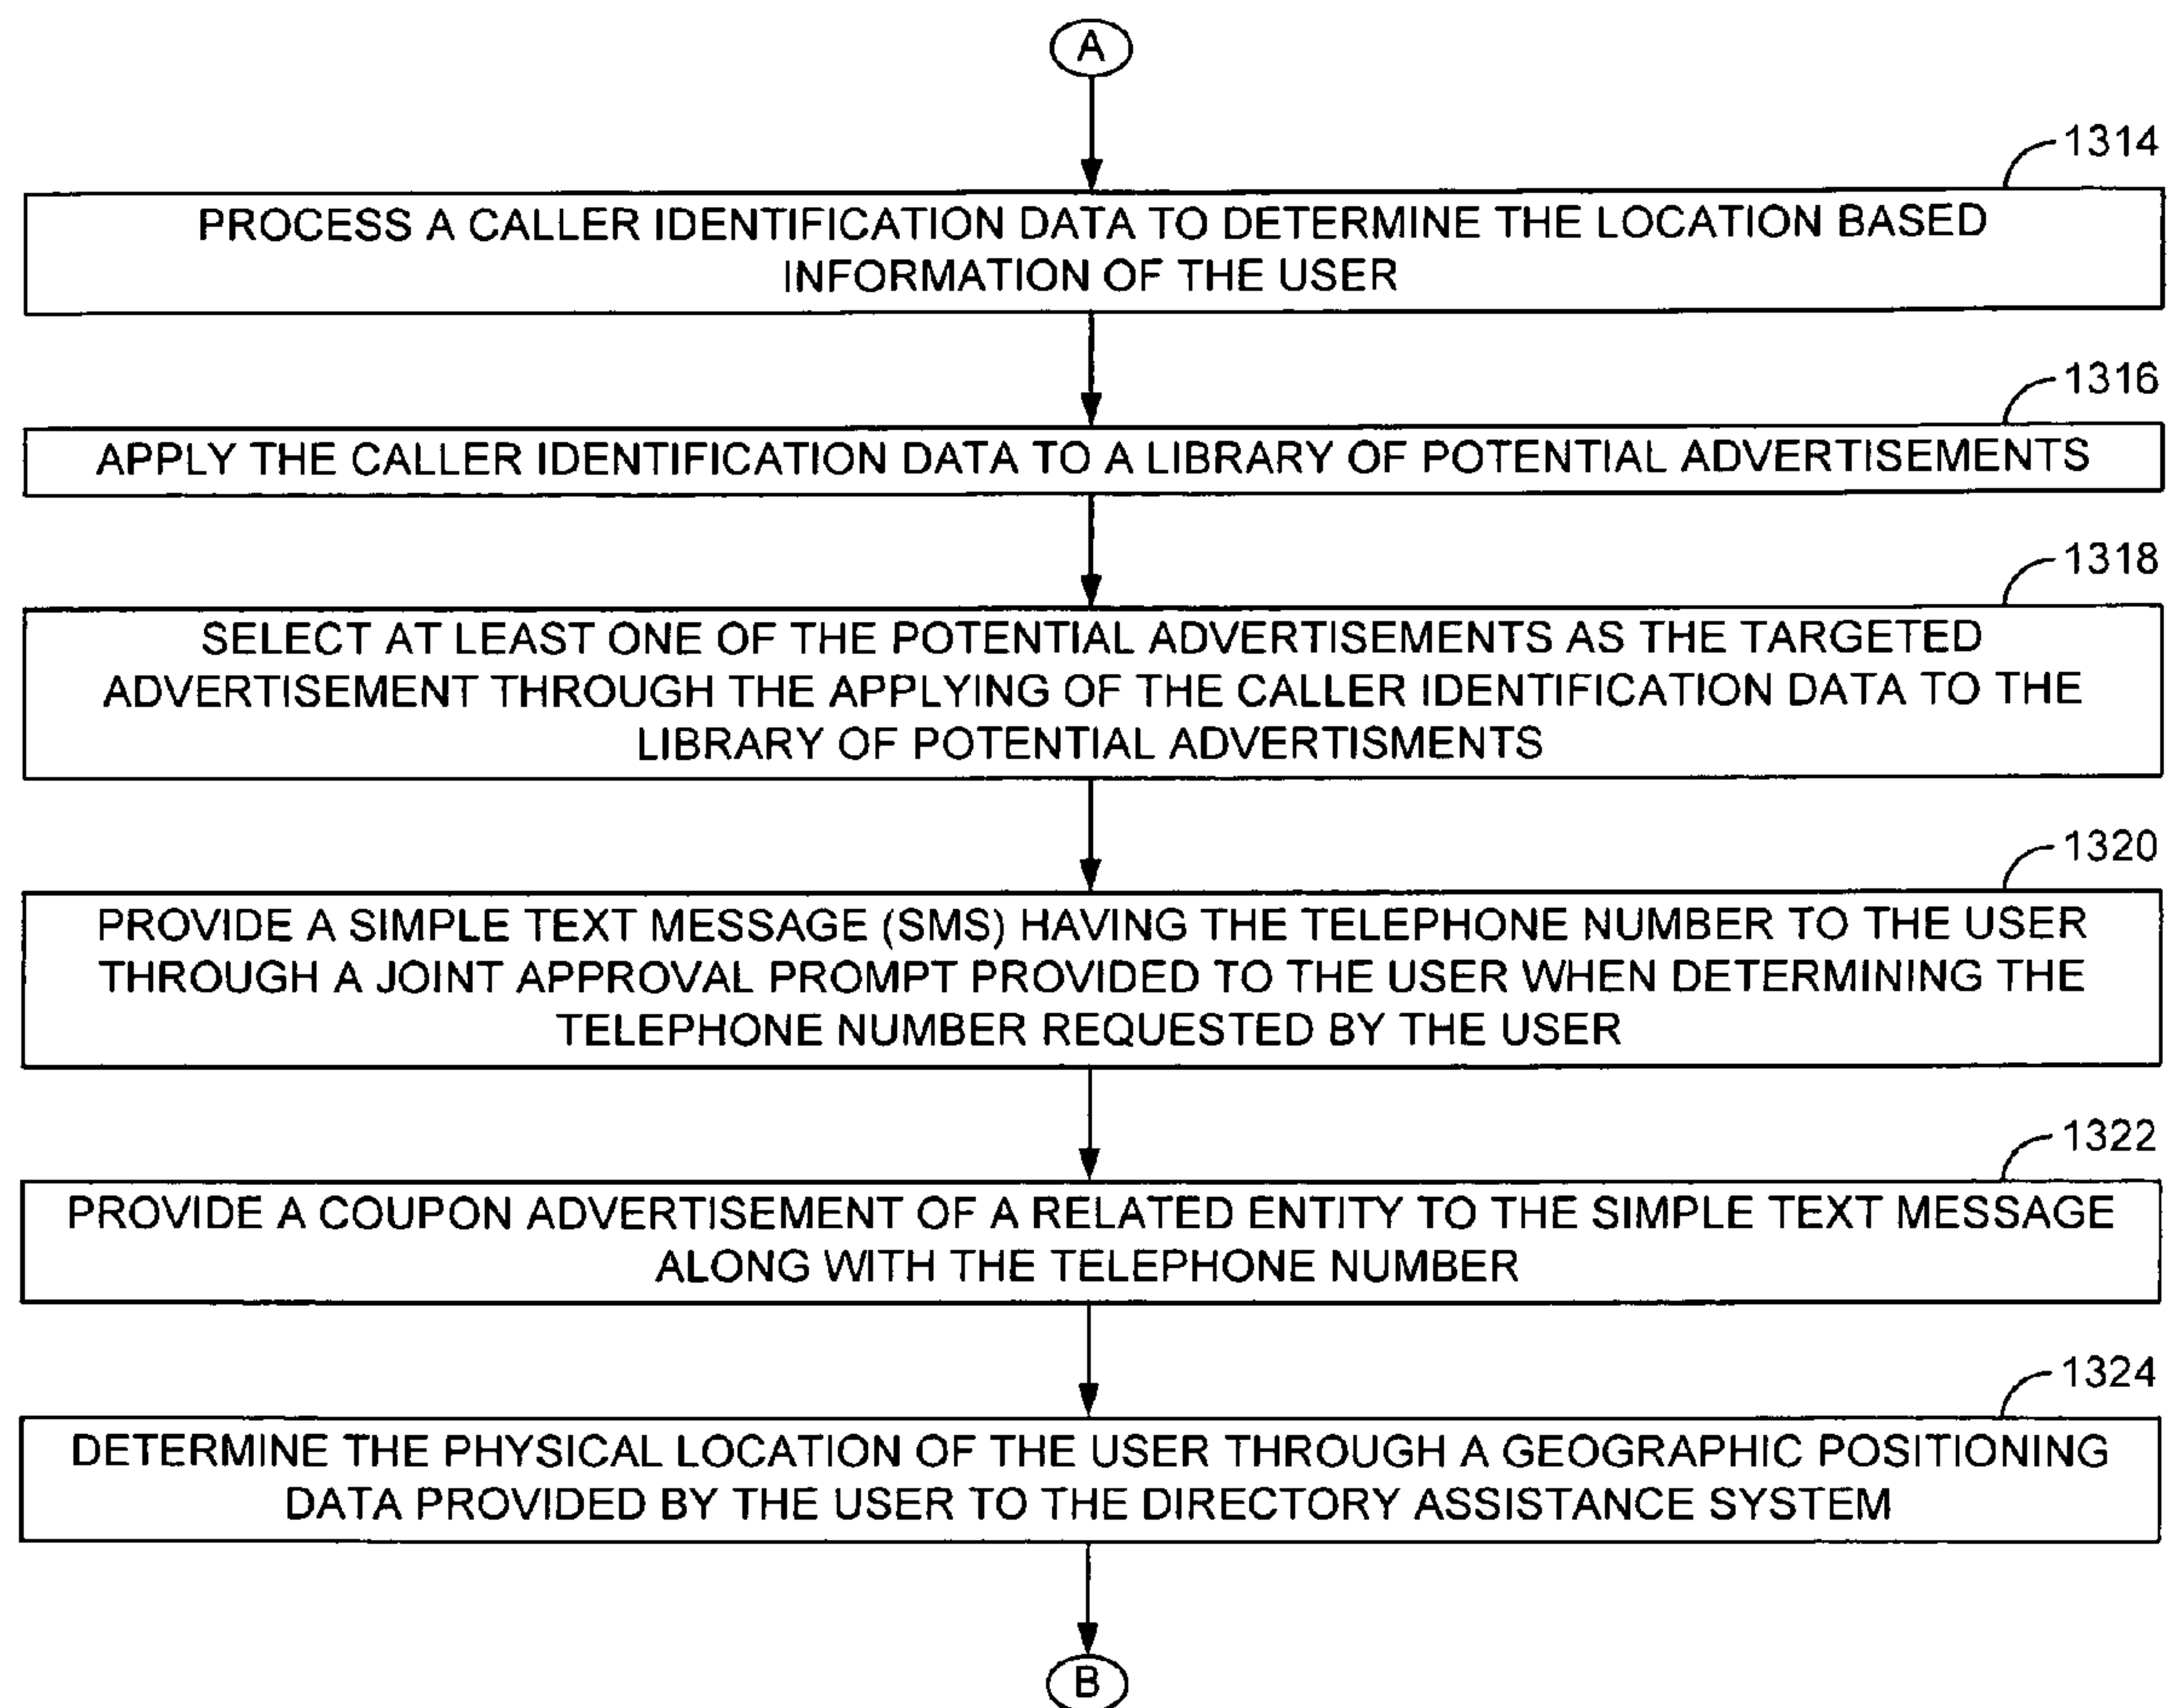 A
1314
PROCESS A CALLER IDENTIFICATION DATA TO DETERMINE THE LOCATION BASED
INFORMATION OF THE USER
1316
APPLY THE CALLER IDENTIFICATION DATA TO A LIBRARY OF POTENTIAL ADVERTISEMENTS
1318
SELECT AT LEAST ONE OF THE POTENTIAL ADVERTISEMENTS AS THE TARGETED
ADVERTISEMENT THROUGH THE APPLYING OF THE CALLER IDENTIFICATION DATA TO THE
LIBRARY OF POTENTIAL ADVERTISMENTS
1320
PROVIDE A SIMPLE TEXT MESSAGE (SMS) HAVING THE TELEPHONE NUMBER TO THE USER
THROUGH A JOINT APPROVAL PROMPT PROVIDED TO THE USER WHEN DETERMINING THE
TELEPHONE NUMBER REQUESTED BY THE USER
1322
PROVIDE A COUPON ADVERTISEMENT OF A RELATED ENTITY TO THE SIMPLE TEXT MESSAGE
ALONG WITH THE TELEPHONE NUMBER
1324
DETERMINE THE PHYSICAL LOCATION OF THE USER THROUGH A GEOGRAPHIC POSITIONING
DATA PROVIDED BY THE USER TO THE DIRECTORY ASSISTANCE SYSTEM
B